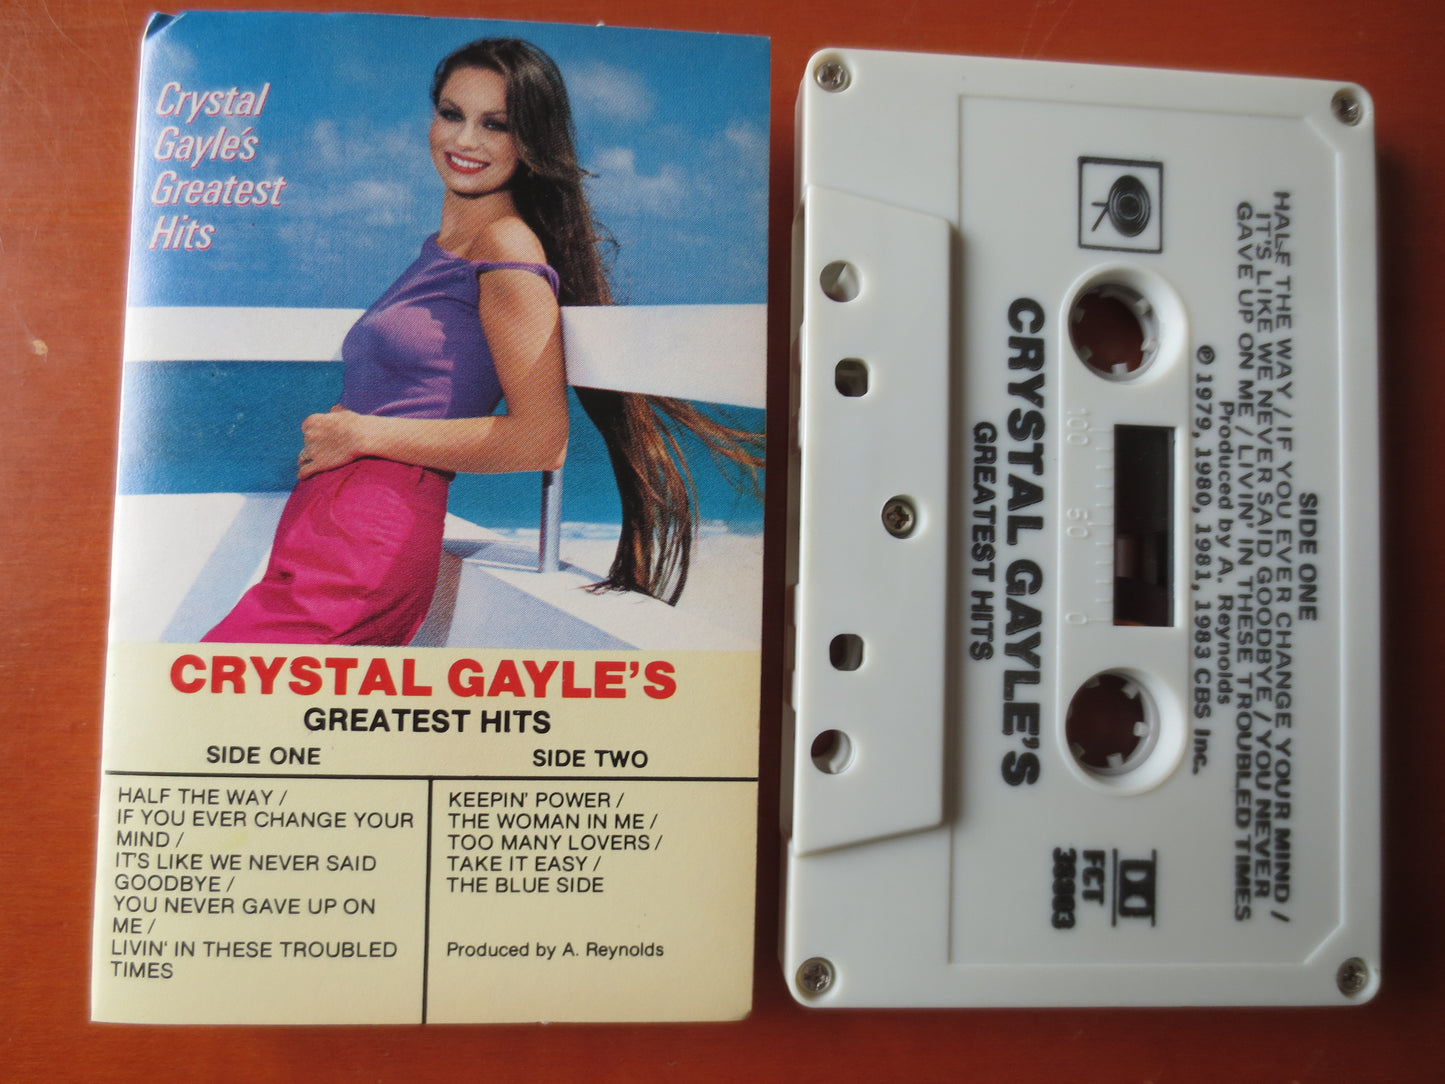 Crystal
Gayle's
Greatest
Hits
CRYSTAL GAYLE'S
GREATEST HITS
SIDE ONE
HALF THE WAY /
IF YOU EVER CHANGE YOUR
MIND /
IT'S LIKE WE NEVER SAID
GOODBYE /
YOU NEVER GAVE UP ON
ME /
LIVIN' IN THESE TROUBLED
TIMES
SIDE TWO
KEEPIN' POWER /
THE WOMAN IN ME /
TOO MANY LOVERS /
TAKE IT EASY /
THE BLUE SIDE
Produced by A. Reynolds
SIDE ONE
HALF THE WAY / IF YOU EVER CHANGE YOUR MIND /
IT'S LIKE WE NEVER SAID GOODBYE / YOU NEVER
GAVE UP ON ME / LIVIN' IN THESE TROUBLED TIMES
Produced by A. Reynolds
℗ 1979, 1980, 1981, 1983 CBS Inc.
100 50 0
CRYSTAL GAYLE'S
GREATEST HITS
FCT